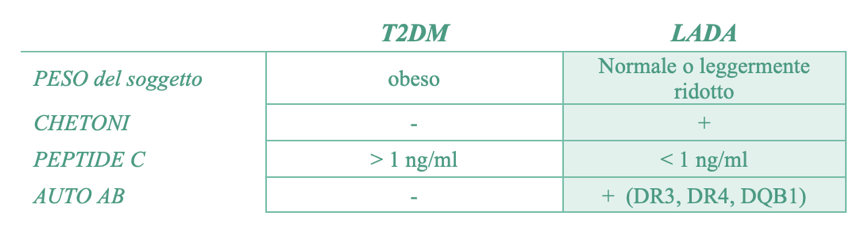 T2DM LADA
PESO del soggetto obeso Normale o leggermente
ridotto
CHETONI - +
PEPTIDE C > 1 ng/ml < 1 ng/ml
AUTO AB - + (DR3, DR4, DQB1)